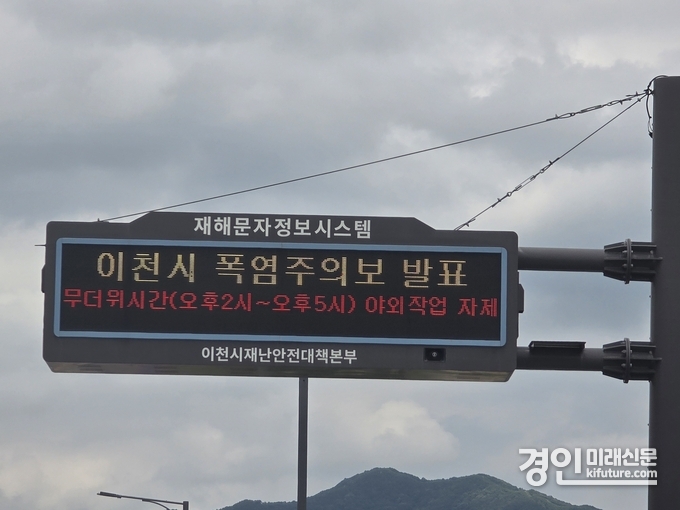 재해문자정보시스템
이천시 폭염주의보 발표
무더위시간(오후2시~오후5시) 야외작업 자제
이천시재난안전대책본부
경인미래신문
kifuture.com